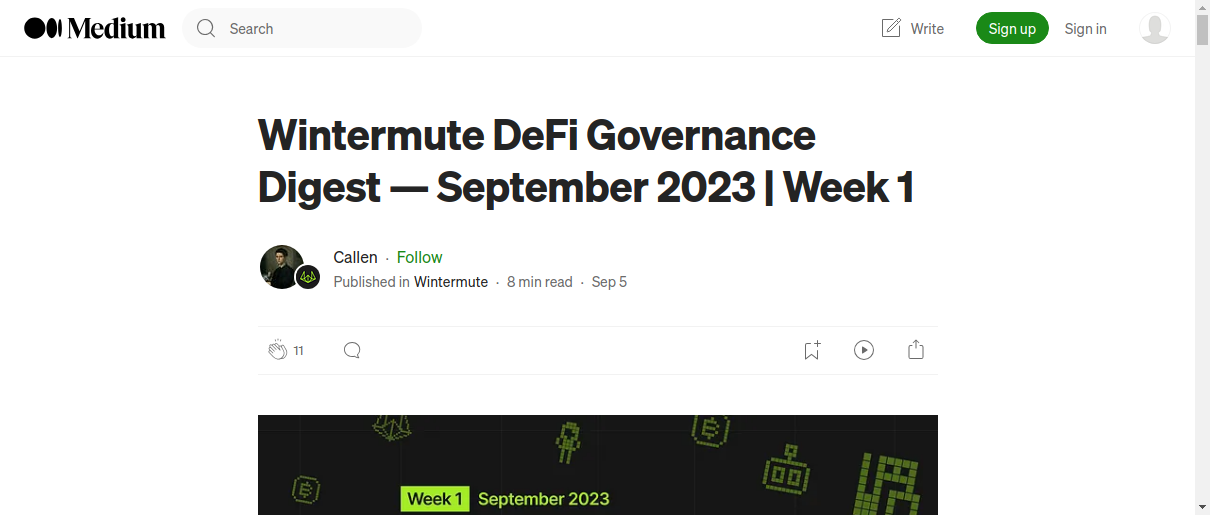 Medium
Search
Write
Sign up
Sign in
Wintermute DeFi Governance
Digest — September 2023 | Week 1
Callen · Follow
Published in Wintermute · 8 min read · Sep 5
11
Week 1 September 2023